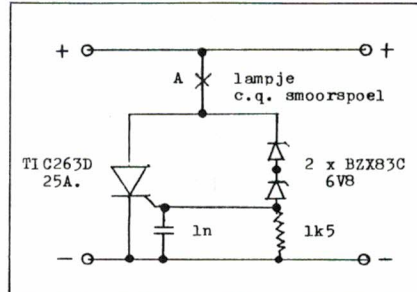 + +
A lampje
c.q. smoorspoel
TIC263D
25A.
2 x BZX83C
6V8
1n
1k5
− −